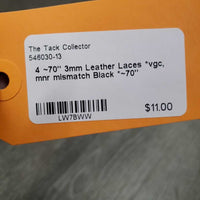 The Tack Collector
546030-13
4 ~70" 3mm Leather Laces *vgc,
mnr mismatch Black *~70"
LW78WW
$11.00